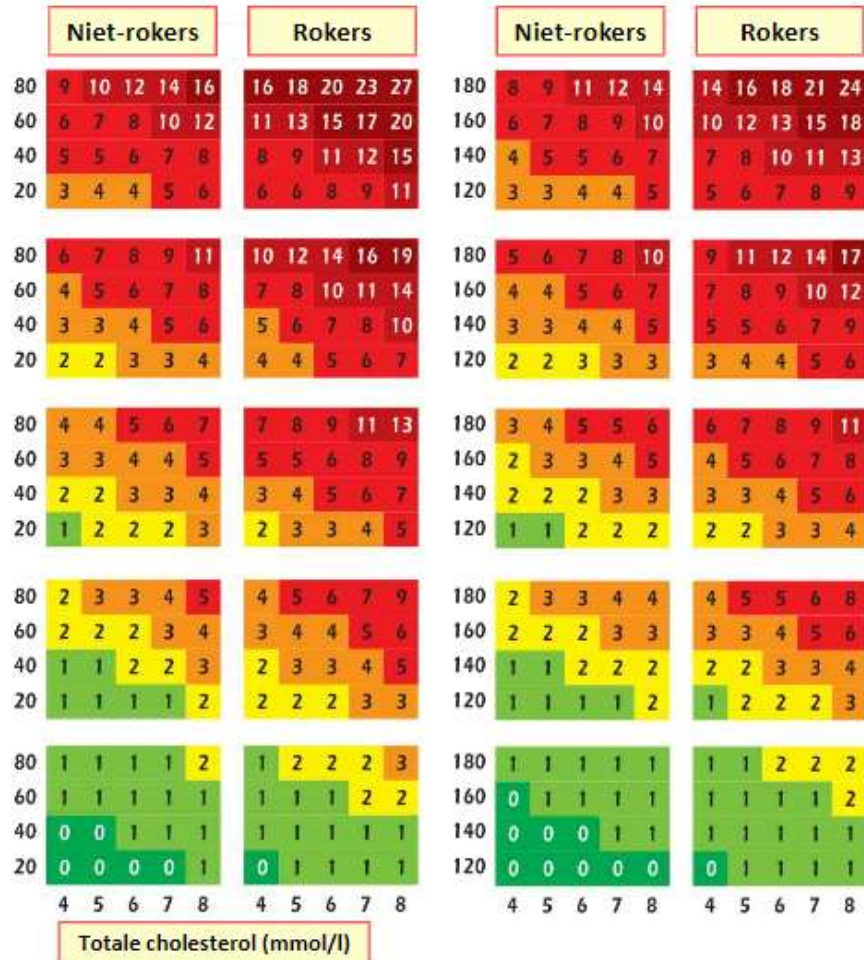 Niet-rokers Rokers Niet-rokers Rokers
80 9 10 12 14 16 16 18 20 23 27 180 8 9 11 12 14 14 16 18 21 24
60 6 7 8 10 12 11 13 15 17 20 160 6 7 8 9 10 10 12 13 15 18
40 5 5 6 7 8 8 9 11 12 15 140 4 5 5 6 7 7 8 10 11 13
20 3 4 4 5 6 6 6 8 9 11 120 3 3 4 4 5 5 6 7 8 9
80 6 7 8 9 11 10 12 14 16 19 180 5 6 7 8 10 9 11 12 14 17
60 4 5 6 7 8 7 8 10 11 14 160 4 4 5 6 7 7 8 9 10 12
40 3 3 4 5 6 5 6 7 8 10 140 3 3 4 4 5 5 5 6 7 9
20 2 2 3 3 4 4 4 5 6 7 120 2 2 3 3 3 3 4 4 5 6
80 4 4 5 6 7 7 8 9 11 13 180 3 4 5 5 6 6 7 8 9 11
60 3 3 4 4 5 5 5 6 8 9 160 2 3 3 4 5 4 5 6 7 8
40 2 2 3 3 4 3 4 5 6 7 140 2 2 2 3 3 3 3 4 5 6
20 1 2 2 2 3 2 3 3 4 5 120 1 1 2 2 2 2 2 3 3 4
80 2 3 3 4 5 4 5 6 7 9 180 2 3 3 4 4 4 5 5 6 8
60 2 2 2 3 4 3 4 4 5 6 160 2 2 2 3 3 3 3 4 5 6
40 1 1 2 2 3 2 3 3 4 5 140 1 1 2 2 2 2 2 3 3 4
20 1 1 1 1 2 2 2 2 3 3 120 1 1 1 1 2 1 2 2 2 3
80 1 1 1 1 2 1 2 2 2 3 180 1 1 1 1 1 1 1 2 2 2
60 1 1 1 1 1 1 1 1 2 2 160 0 1 1 1 1 1 1 1 1 2
40 0 0 1 1 1 1 1 1 1 1 140 0 0 0 1 1 1 1 1 1 1
20 0 0 0 0 1 0 1 1 1 1 120 0 0 0 0 0 0 1 1 1 1
4 5 6 7 8 4 5 6 7 8 4 5 6 7 8 4 5 6 7 8
Totale cholesterol (mmol/l)